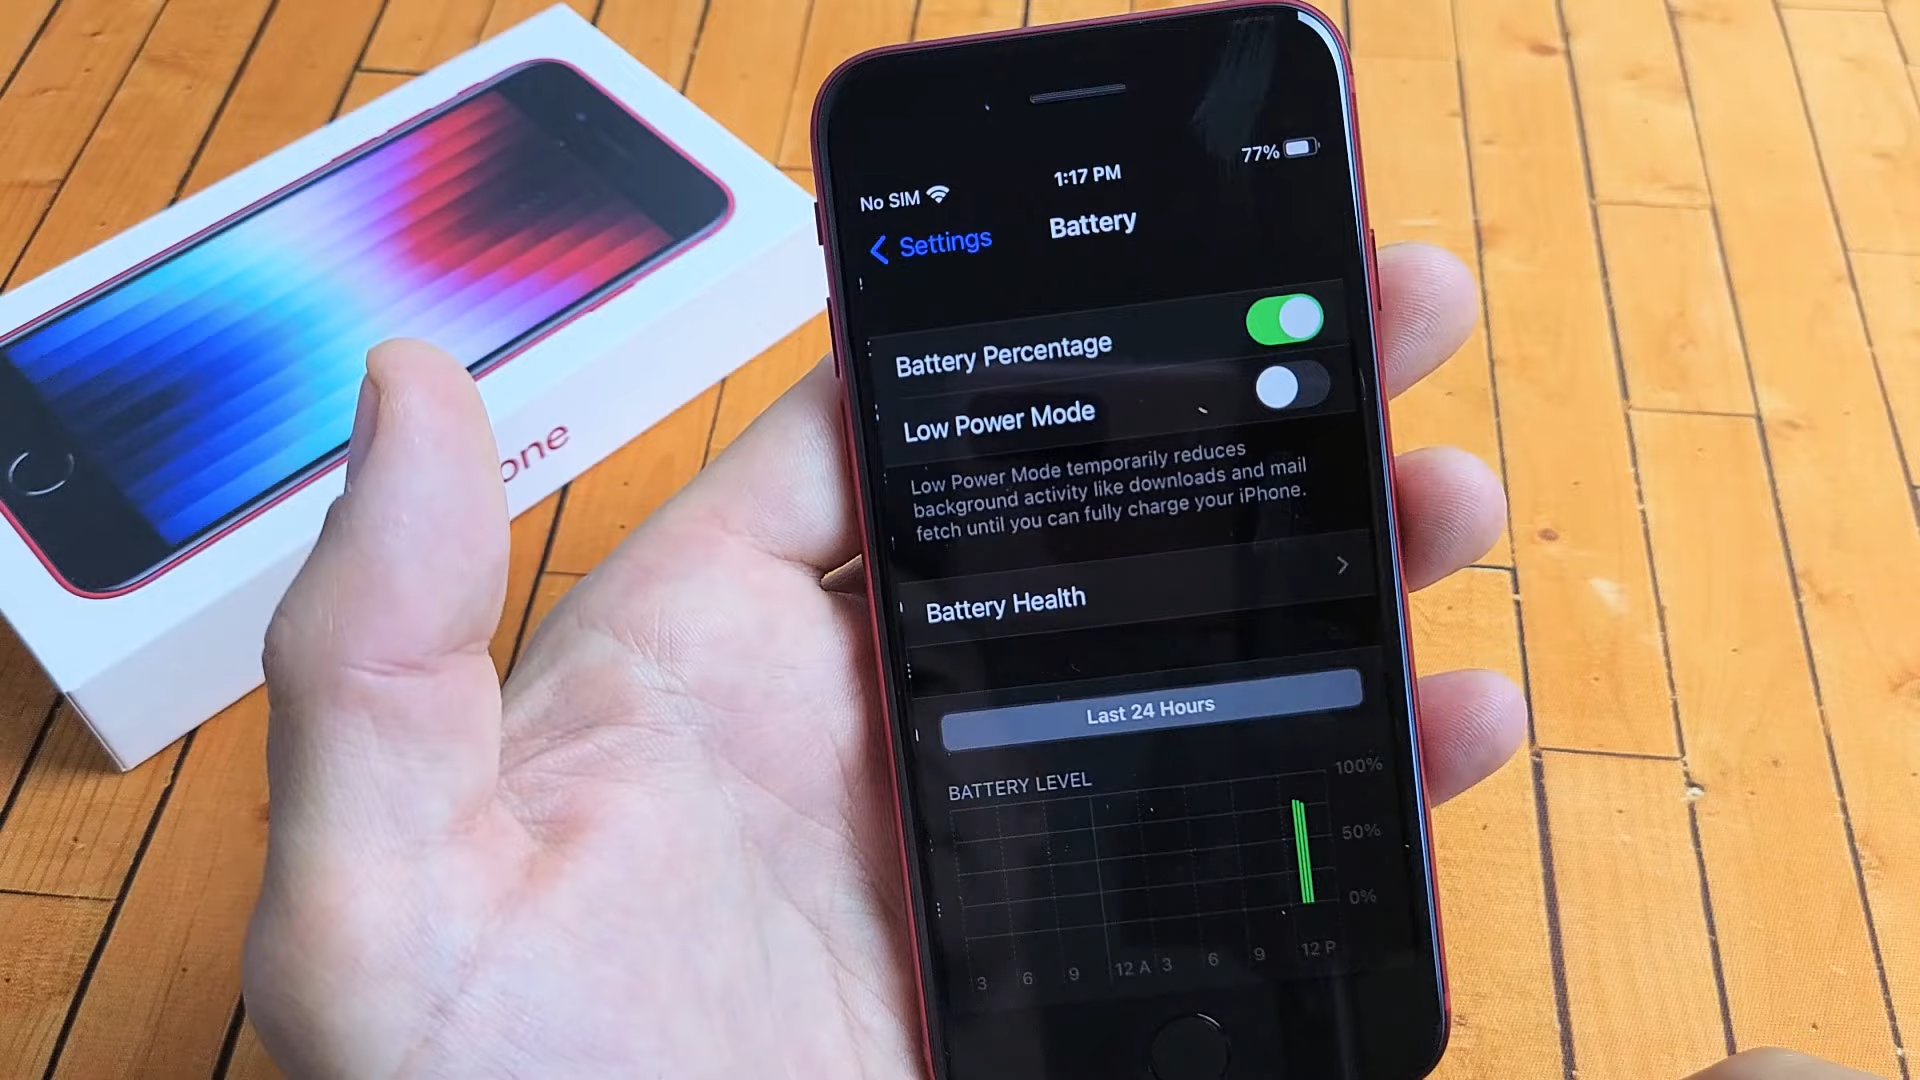 No SIM 1:17 PM 77%
Settings Battery
Battery Percentage
Low Power Mode
Low Power Mode temporarily reduces
background activity like downloads and mail
fetch until you can fully charge your iPhone.
Battery Health
Last 24 Hours
BATTERY LEVEL
100%
50%
0%
3 6 9 12 A 3 6 9 12 P
one